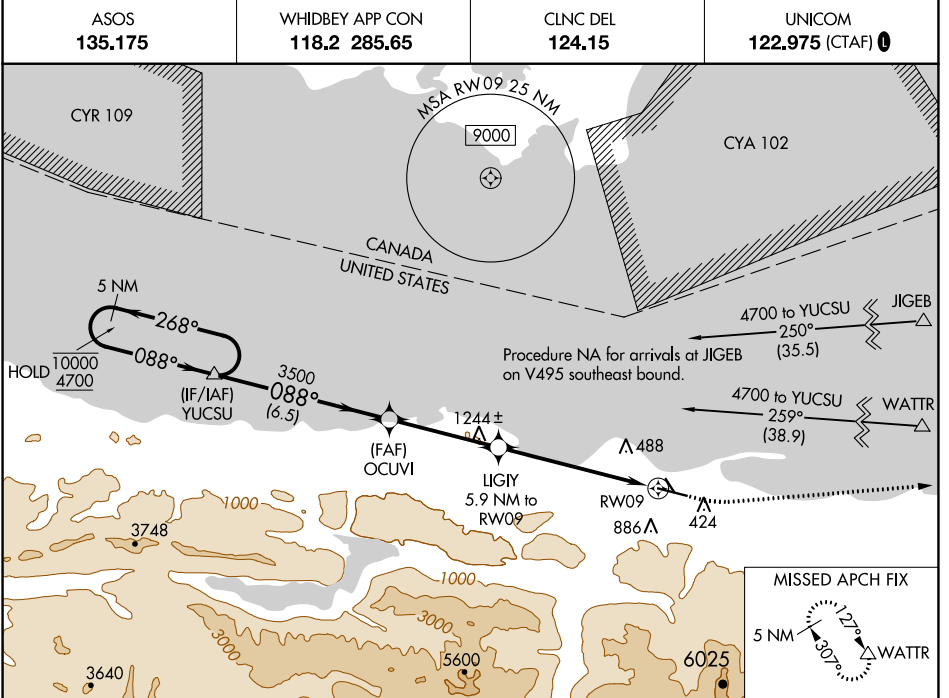 ASOS
135.175
WHIDBEY APP CON
118.2 285.65
CLNC DEL
124.15
UNICOM
122.975 (CTAF) L
CYR 109
MSA RW09 25 NM
9000
CYA 102
CANADA
UNITED STATES
5 NM
268°
088°
HOLD
10000
4700
(IF/IAF)
YUCSU
3500
088°
(6.5)
(FAF)
OCUVI
1244 ±
LIGIY
5.9 NM to
RW09
488
RW09
886
424
JIGEB
4700 to YUCSU
250°
(35.5)
Procedure NA for arrivals at JIGEB
on V495 southeast bound.
4700 to YUCSU
259°
(38.9)
WATTR
1000
3748
1000
3000
3000
3640
5600
6025
MISSED APCH FIX
5 NM
127°
307°
WATTR